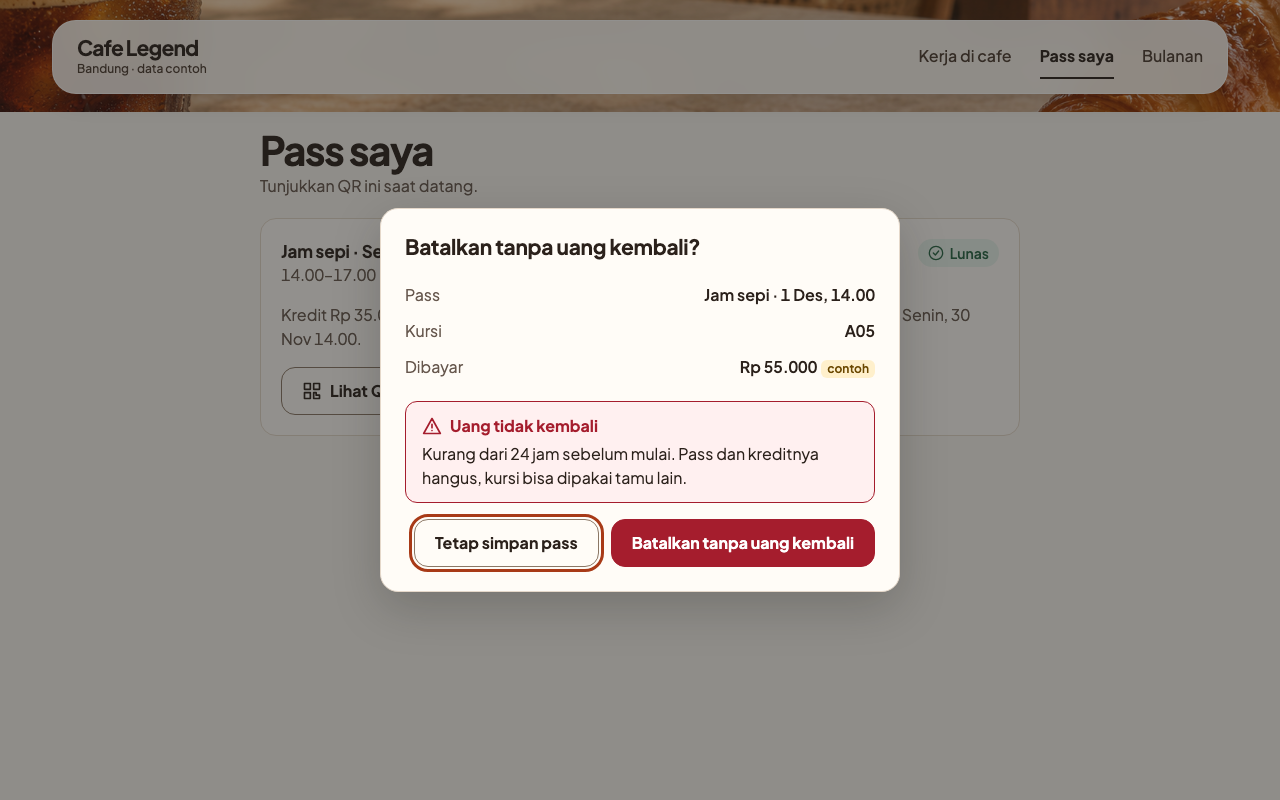 Cafe Legend
Bandung · data contoh
Kerja di cafe
Pass saya
Bulanan
Pass saya
Tunjukkan QR ini saat datang.
Jam sepi · Se
14.00–17.00
Lunas
Kredit Rp 35.0
Senin, 30
Nov 14.00.
Lihat Q
Batalkan tanpa uang kembali?
Pass
Jam sepi · 1 Des, 14.00
Kursi
A05
Dibayar
Rp 55.000 contoh
Uang tidak kembali
Kurang dari 24 jam sebelum mulai. Pass dan kreditnya
hangus, kursi bisa dipakai tamu lain.
Tetap simpan pass
Batalkan tanpa uang kembali